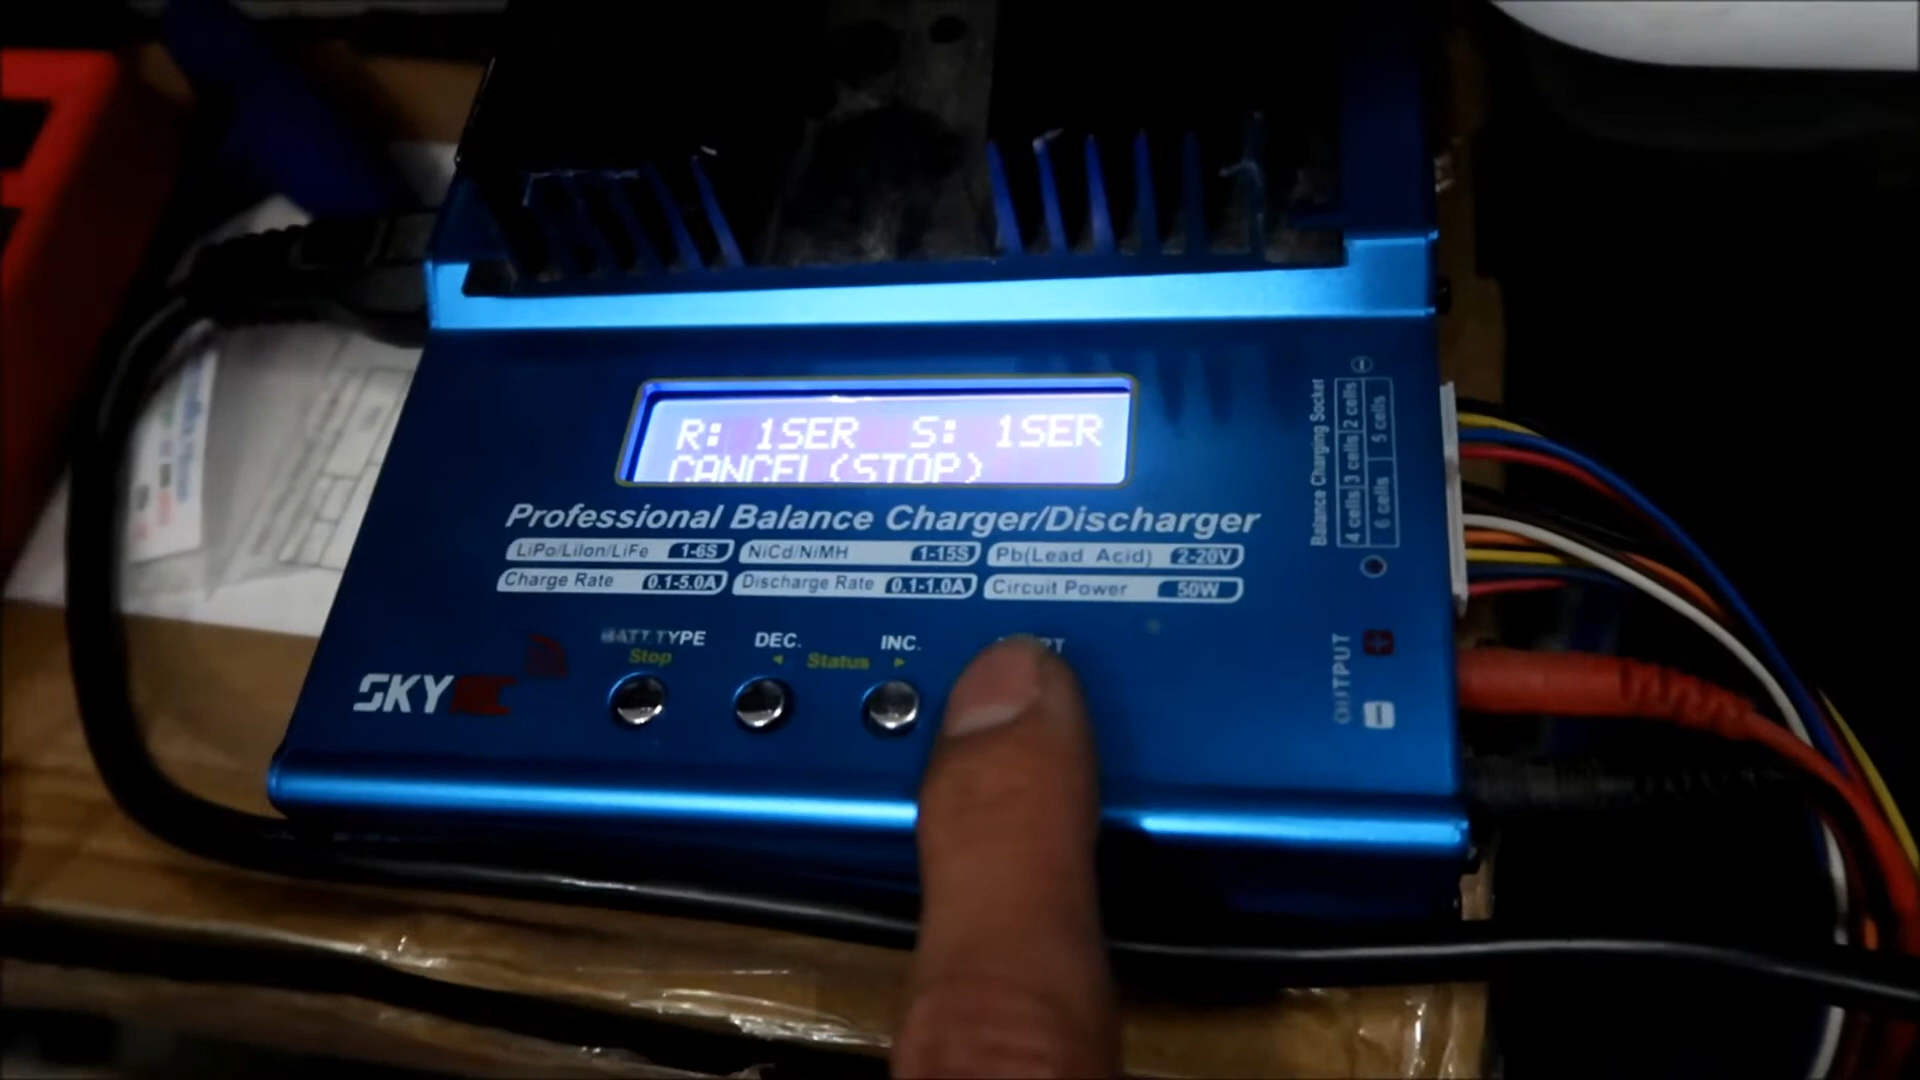 R: 1SER S: 1SER
CANCEL(STOP)
Professional Balance Charger/Discharger
LiPo/LiIon/LiFe 1-6S NiCd/NiMH 1-15S Pb(Lead Acid) 2-20V
Charge Rate 0.1-5.0A Discharge Rate 0.1-1.0A Circuit Power 50W
BATT.TYPE DEC. INC.
Stop ◄ Status ►
SKYRC
Balance Charging Socket
4 cells 3 cells 2 cells
6 cells 5 cells
OUTPUT